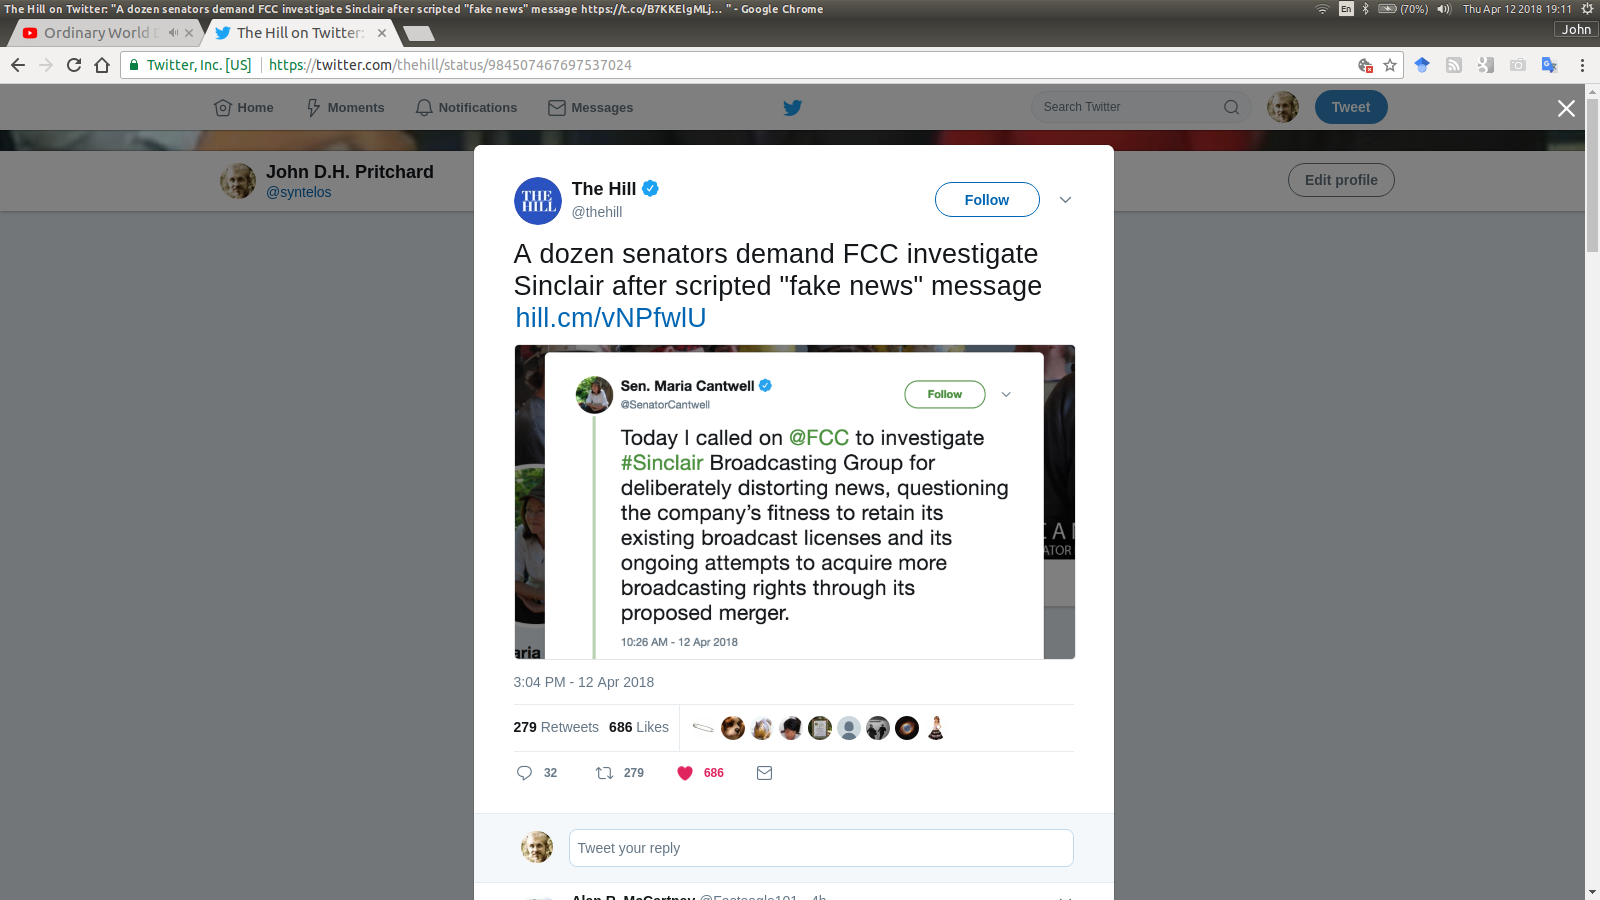 The Hill on Twitter: "A dozen senators demand FCC investigate Sinclair after scripted "fake news" message https://t.co/B7KKElgMLj… " - Google Chrome
En (70%) Thu Apr 12 2018 19:11
Ordinary World
The Hill on Twitter:
John
Twitter, Inc. [US] https://twitter.com/thehill/status/984507467697537024
Home Moments Notifications Messages Search Twitter Tweet
John D.H. Pritchard
@syntelos
Edit profile
THE HILL
The Hill
@thehill
Follow
A dozen senators demand FCC investigate
Sinclair after scripted "fake news" message
hill.cm/vNPfwlU
Sen. Maria Cantwell
@SenatorCantwell
Follow
Today I called on @FCC to investigate
#Sinclair Broadcasting Group for
deliberately distorting news, questioning
the company's fitness to retain its
existing broadcast licenses and its
ongoing attempts to acquire more
broadcasting rights through its
proposed merger.
10:26 AM - 12 Apr 2018
aria
3:04 PM - 12 Apr 2018
279 Retweets 686 Likes
32 279 686
Tweet your reply